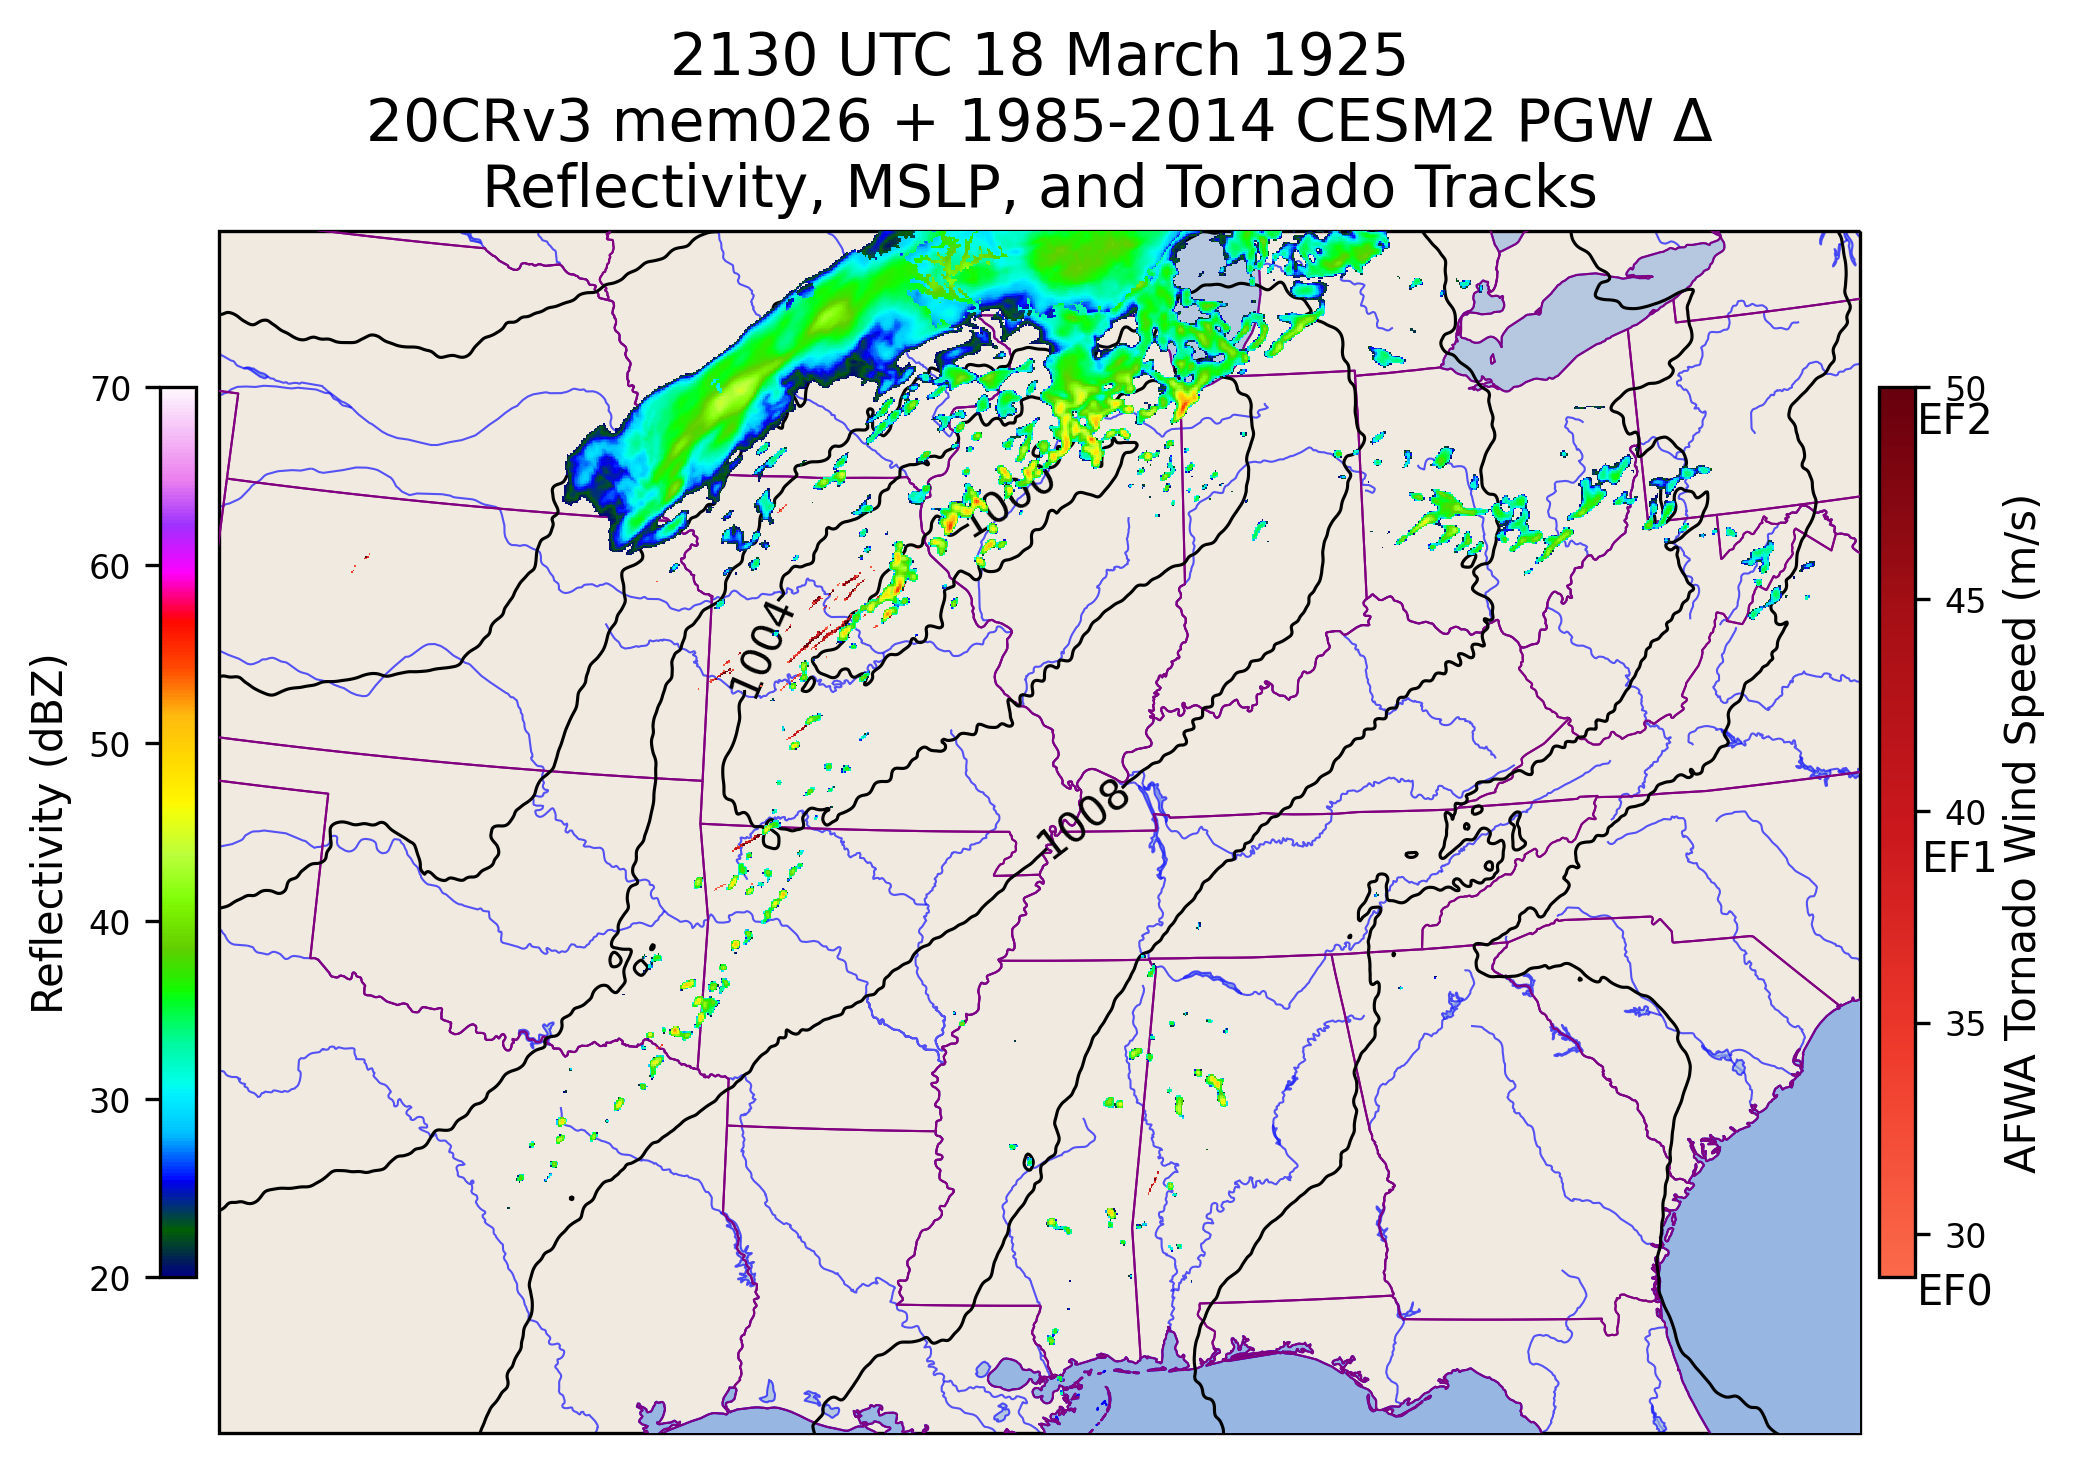 2130 UTC 18 March 1925
20CRv3 mem026 + 1985-2014 CESM2 PGW Δ
Reflectivity, MSLP, and Tornado Tracks
Reflectivity (dBZ)
70
60
50
40
30
20
1000
1004
1008
50
EF2
45
40
EF1
35
30
EF0
AFWA Tornado Wind Speed (m/s)